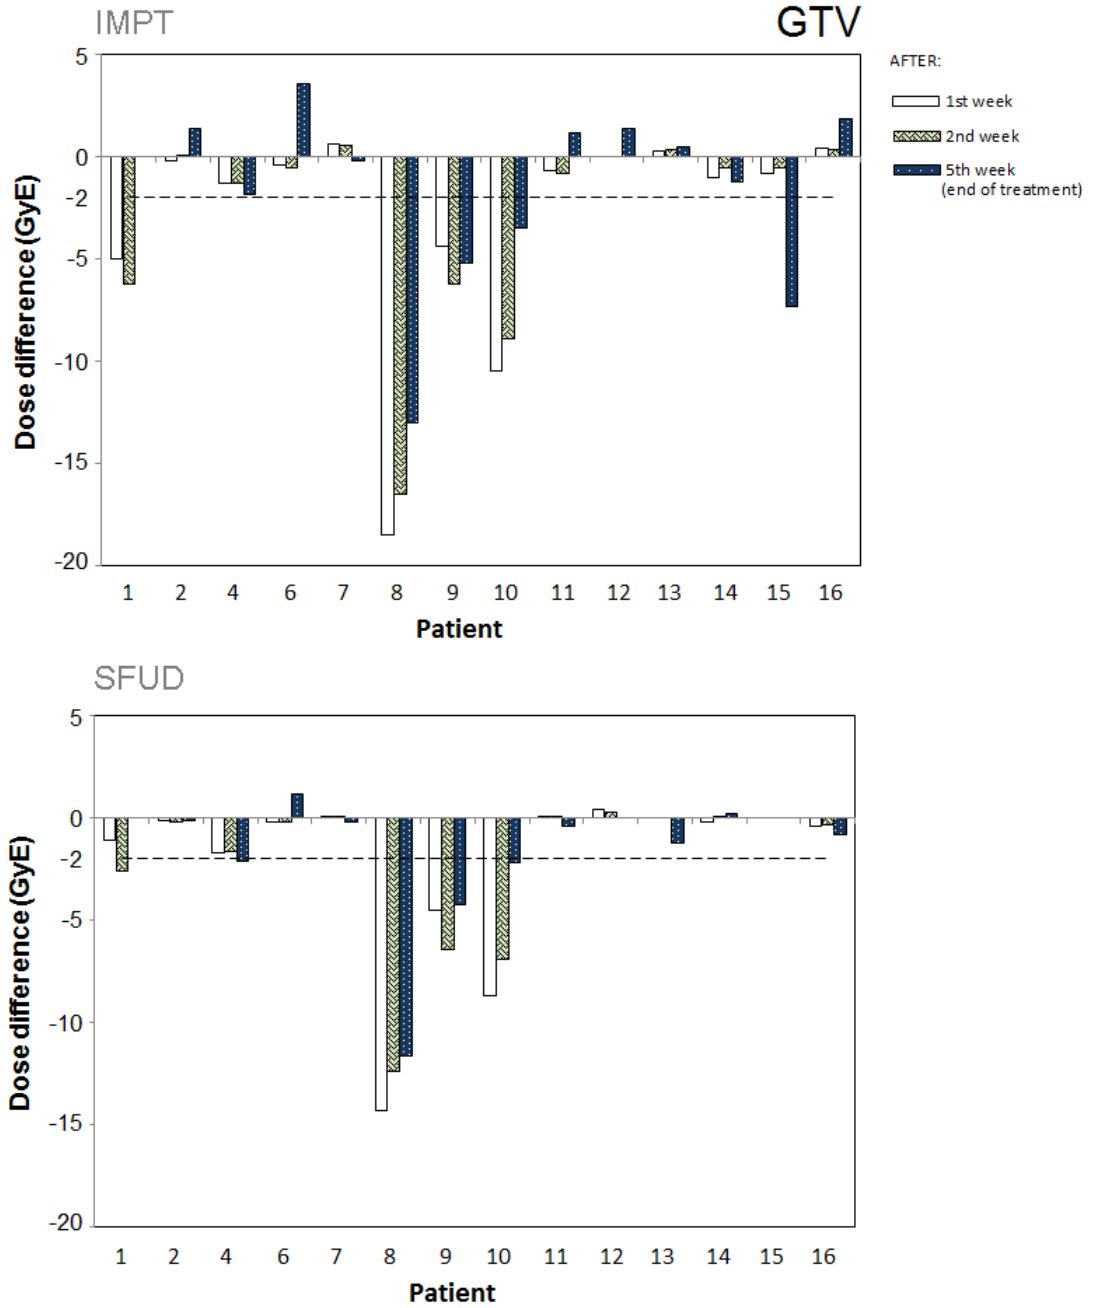 IMPT
GTV
AFTER:
1st week
2nd week
5th week
(end of treatment)
Dose difference (GyE)
5
0
-2
-5
-10
-15
-20
1 2 4 6 7 8 9 10 11 12 13 14 15 16
Patient
SFUD
Dose difference (GyE)
5
0
-2
-5
-10
-15
-20
1 2 4 6 7 8 9 10 11 12 13 14 15 16
Patient